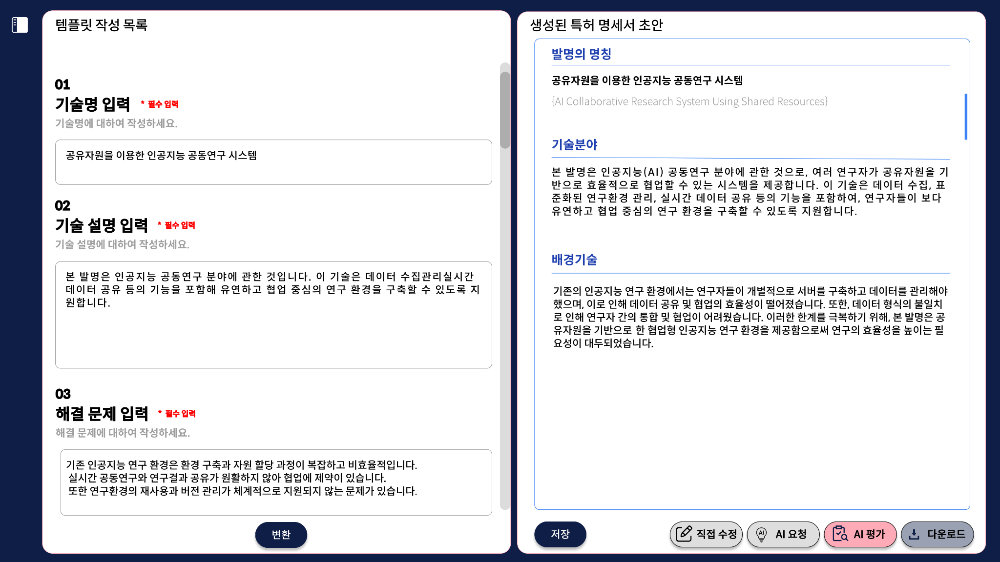 템플릿 작성 목록
01
기술명 입력 * 필수 입력
기술명에 대하여 작성하세요.
공유자원을 이용한 인공지능 공동연구 시스템
02
기술 설명 입력 * 필수 입력
기술 설명에 대하여 작성하세요.
본 발명은 인공지능 공동연구 분야에 관한 것입니다. 이 기술은 데이터 수집관리실시간
데이터 공유 등의 기능을 포함해 유연하고 협업 중심의 연구 환경을 구축할 수 있도록 지
원합니다.
03
해결 문제 입력 * 필수 입력
해결 문제에 대하여 작성하세요.
기존 인공지능 연구 환경은 환경 구축과 자원 할당 과정이 복잡하고 비효율적입니다.
실시간 공동연구와 연구결과 공유가 원활하지 않아 협업에 제약이 있습니다.
또한 연구환경의 재사용과 버전 관리가 체계적으로 지원되지 않는 문제가 있습니다.
변환
생성된 특허 명세서 초안
발명의 명칭
공유자원을 이용한 인공지능 공동연구 시스템
{AI Collaborative Research System Using Shared Resources}
기술분야
본 발명은 인공지능(AI) 공동연구 분야에 관한 것으로, 여러 연구자가 공유자원을 기
반으로 효율적으로 협업할 수 있는 시스템을 제공합니다. 이 기술은 데이터 수집, 표
준화된 연구환경 관리, 실시간 데이터 공유 등의 기능을 포함하여, 연구자들이 보다
유연하고 협업 중심의 연구 환경을 구축할 수 있도록 지원합니다.
배경기술
기존의 인공지능 연구 환경에서는 연구자들이 개별적으로 서버를 구축하고 데이터를 관리해야
했으며, 이로 인해 데이터 공유 및 협업의 효율성이 떨어졌습니다. 또한, 데이터 형식의 불일치
로 인해 연구자 간의 통합 및 협업이 어려웠습니다. 이러한 한계를 극복하기 위해, 본 발명은 공
유자원을 기반으로 한 협업형 인공지능 연구 환경을 제공함으로써 연구의 효율성을 높이는 필
요성이 대두되었습니다.
저장
직접 수정
AI AI 요청
AI 평가
다운로드